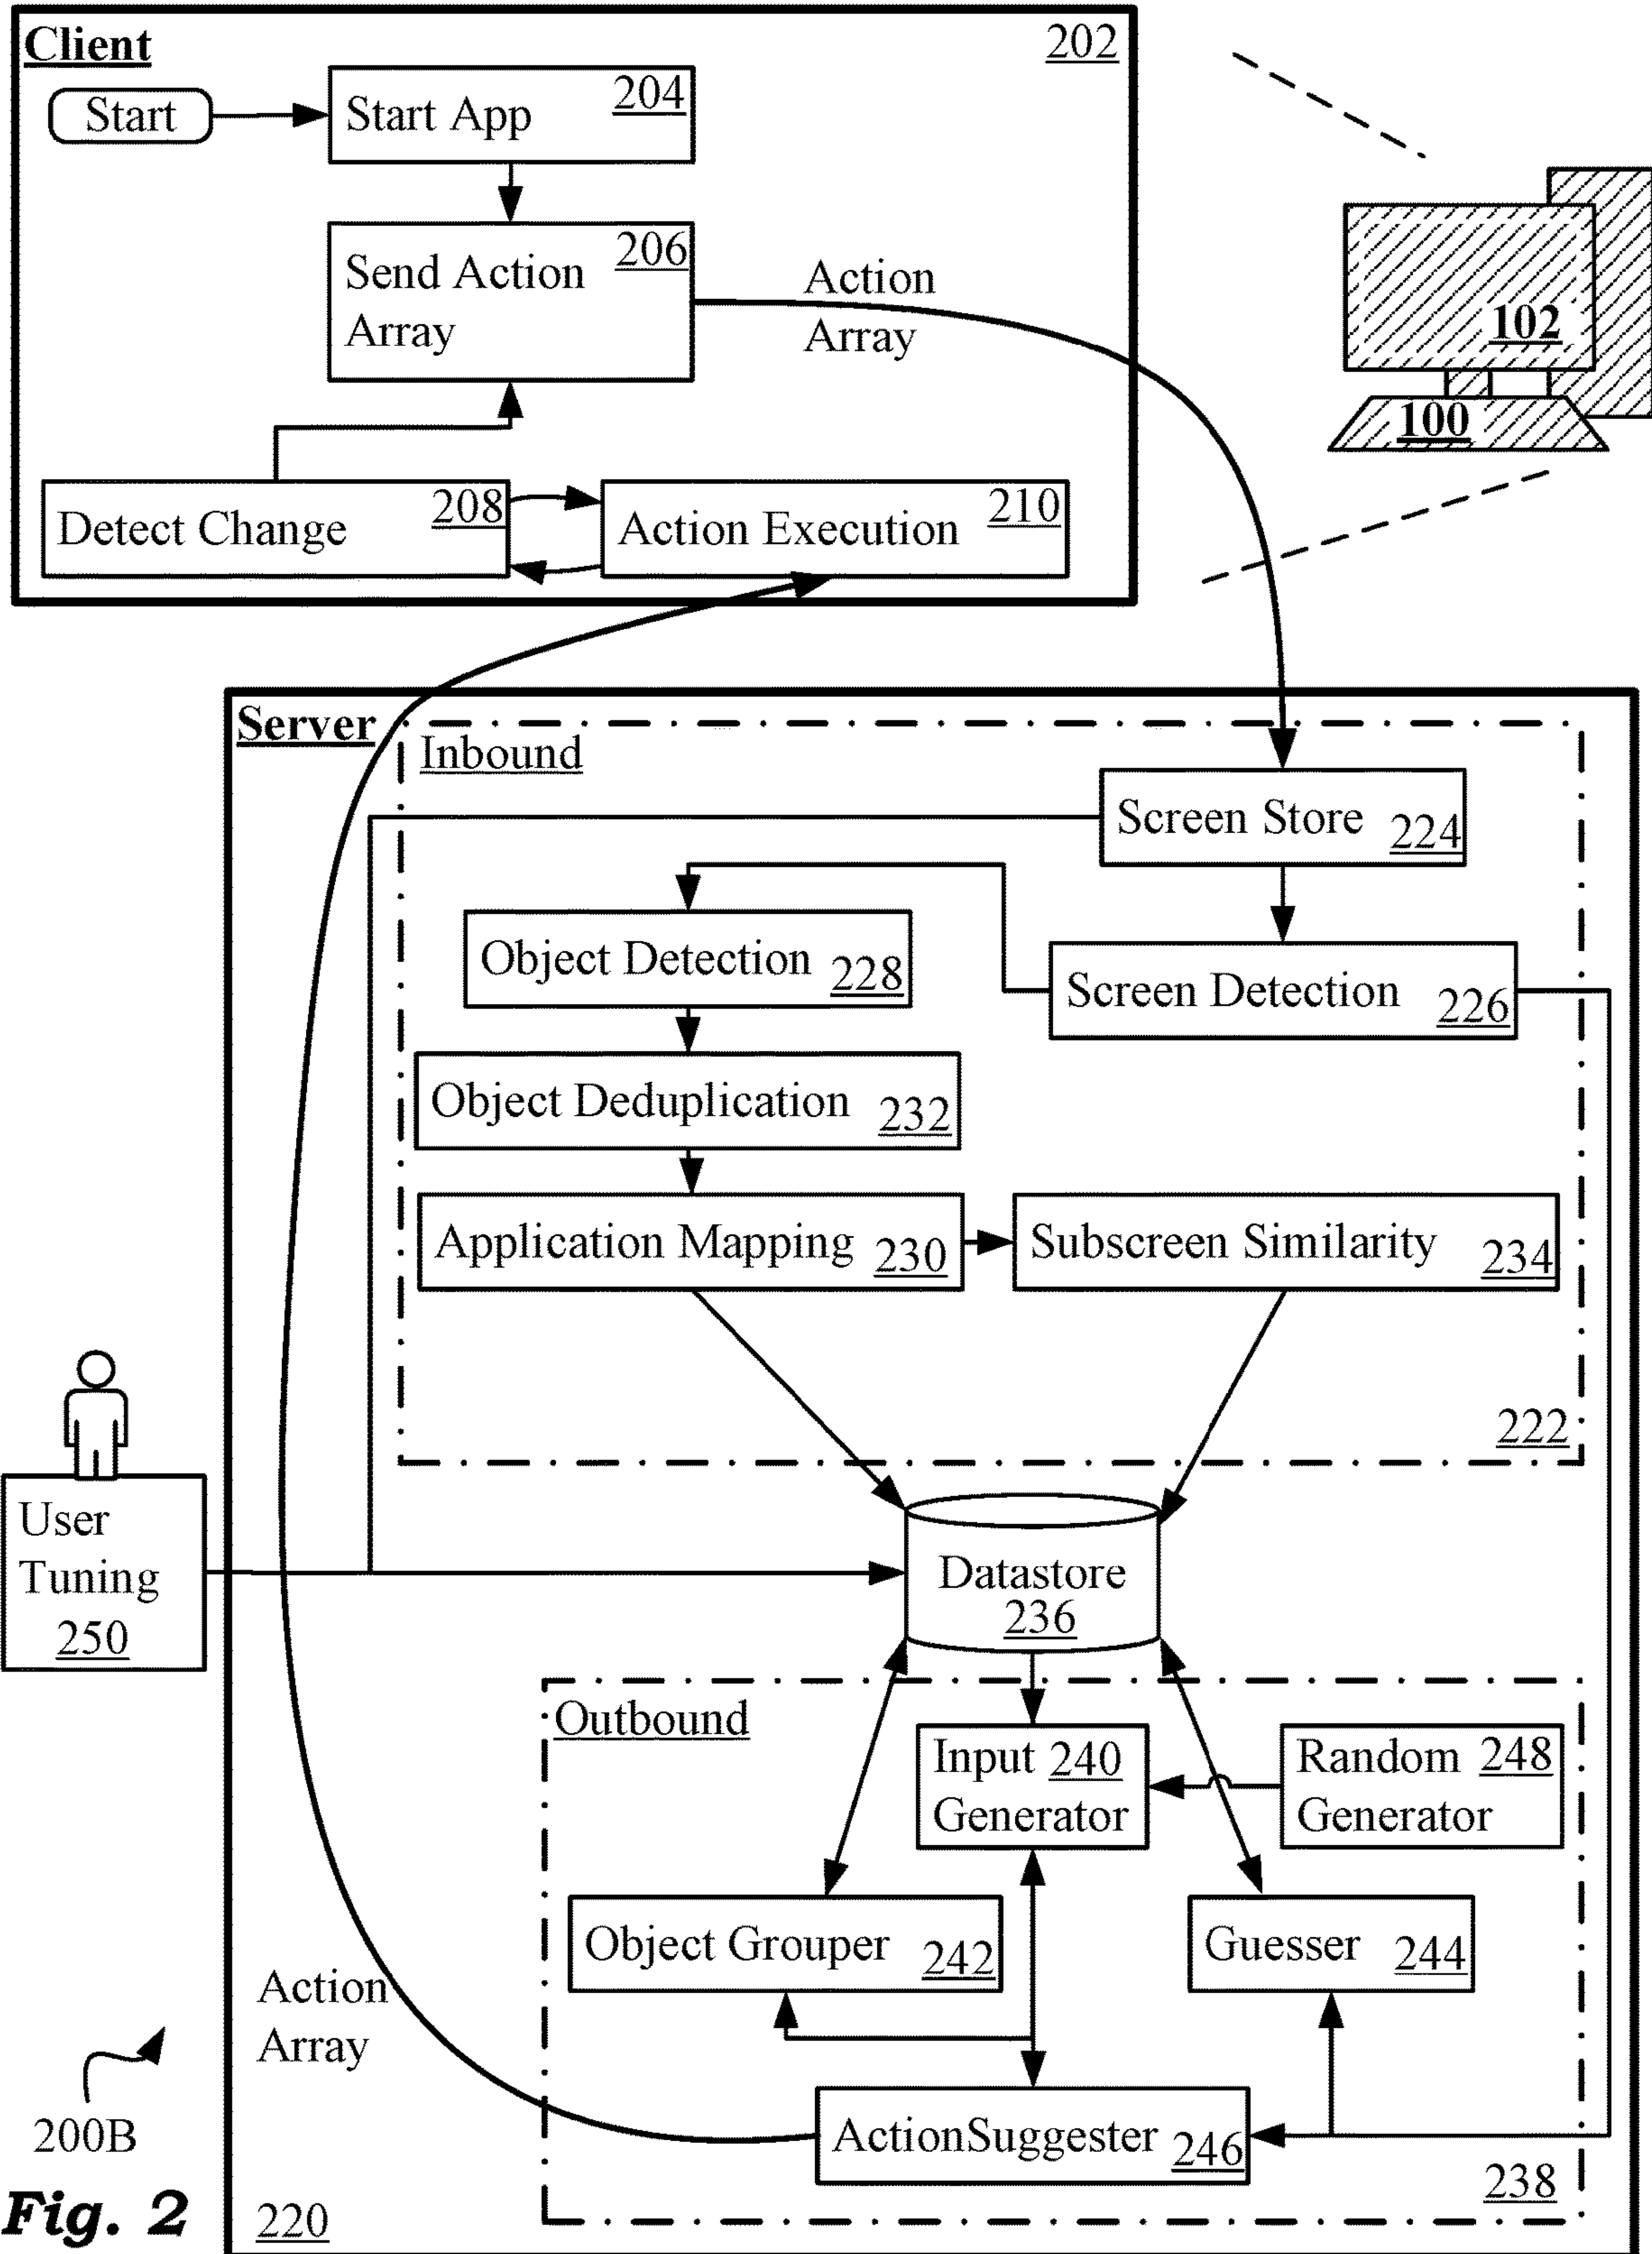 Client
202
Start
Start App
204
Send Action
Array
206
Action
Array
102
100
Detect Change
208
Action Execution
210
Server
Inbound
Screen Store
224
Object Detection
228
Screen Detection
226
Object Deduplication
232
Application Mapping
230
Subscreen Similarity
234
222
User
Tuning
250
Datastore
236
Outbound
Input 240
Generator
Random 248
Generator
Object Grouper
242
Guesser
244
Action
Array
ActionSuggester
246
238
200B
Fig. 2
220